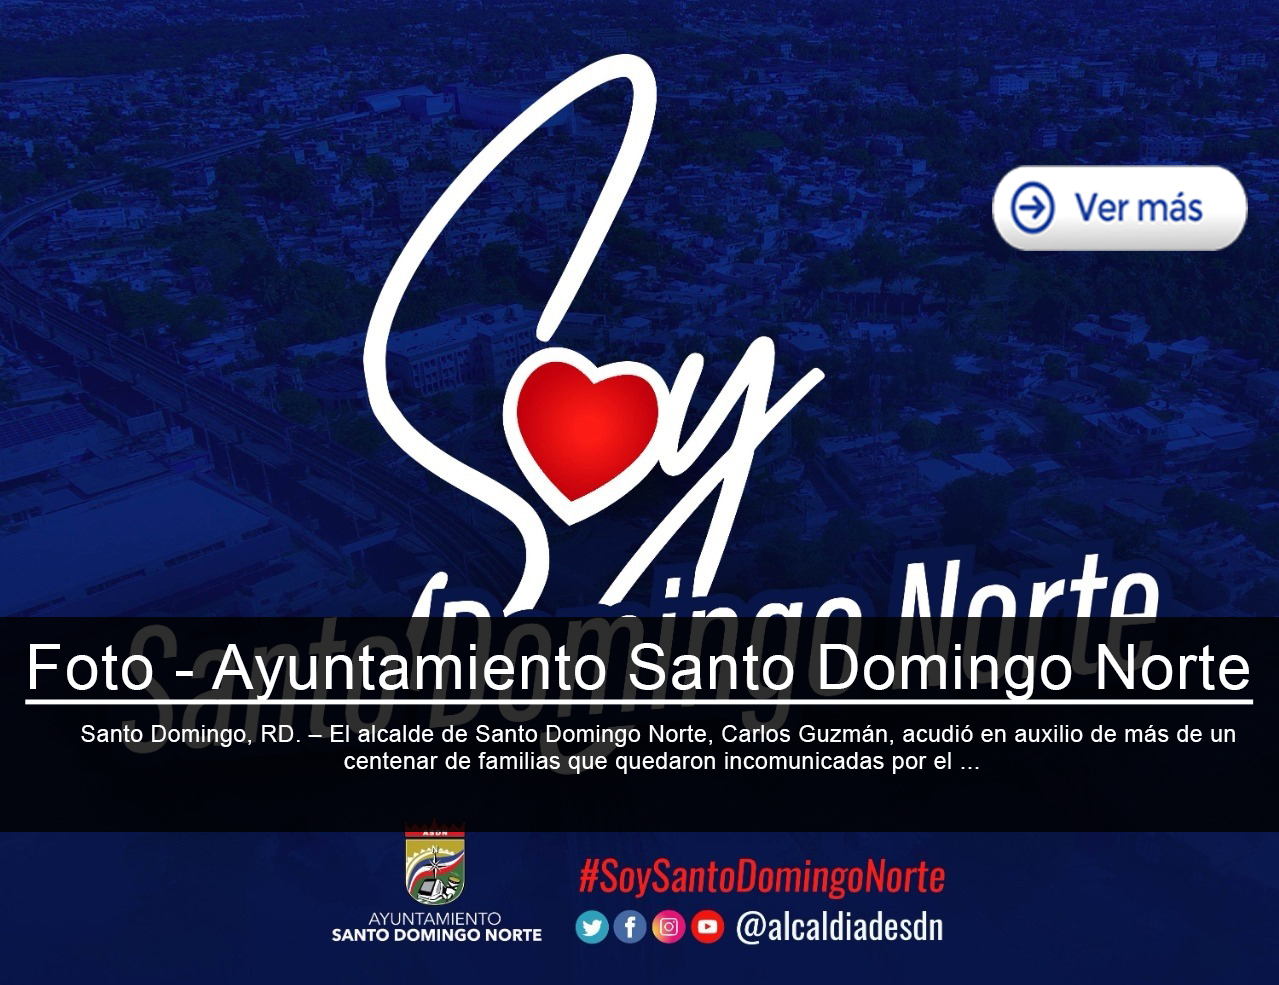 Ver más
Soy
Santo Domingo Norte
Foto - Ayuntamiento Santo Domingo Norte
Santo Domingo, RD. – El alcalde de Santo Domingo Norte, Carlos Guzmán, acudió en auxilio de más de un
centenar de familias que quedaron incomunicadas por el ...
ASDN
AYUNTAMIENTO
SANTO DOMINGO NORTE
#SoySantoDomingoNorte
@alcaldiadesdn